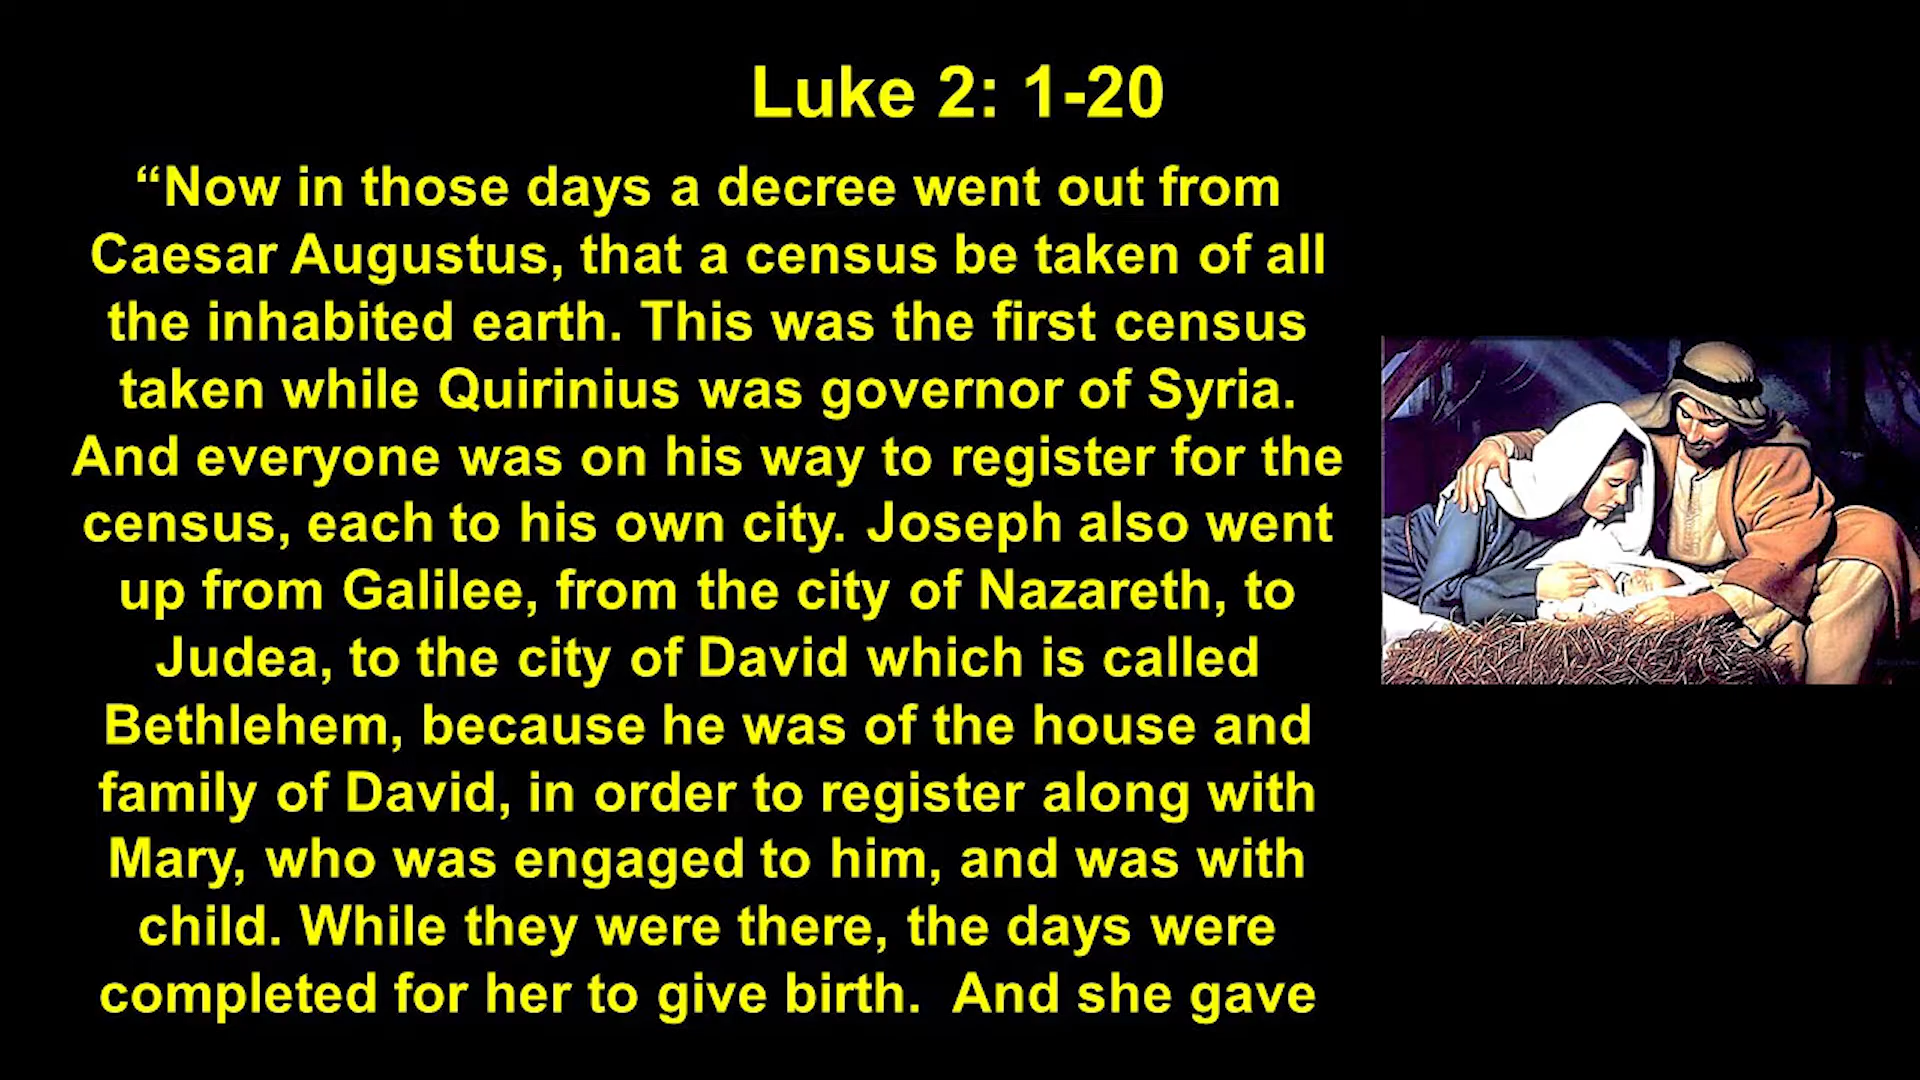 Luke 2: 1-20
“Now in those days a decree went out from
Caesar Augustus, that a census be taken of all
the inhabited earth. This was the first census
taken while Quirinius was governor of Syria.
And everyone was on his way to register for the
census, each to his own city. Joseph also went
up from Galilee, from the city of Nazareth, to
Judea, to the city of David which is called
Bethlehem, because he was of the house and
family of David, in order to register along with
Mary, who was engaged to him, and was with
child. While they were there, the days were
completed for her to give birth.  And she gave